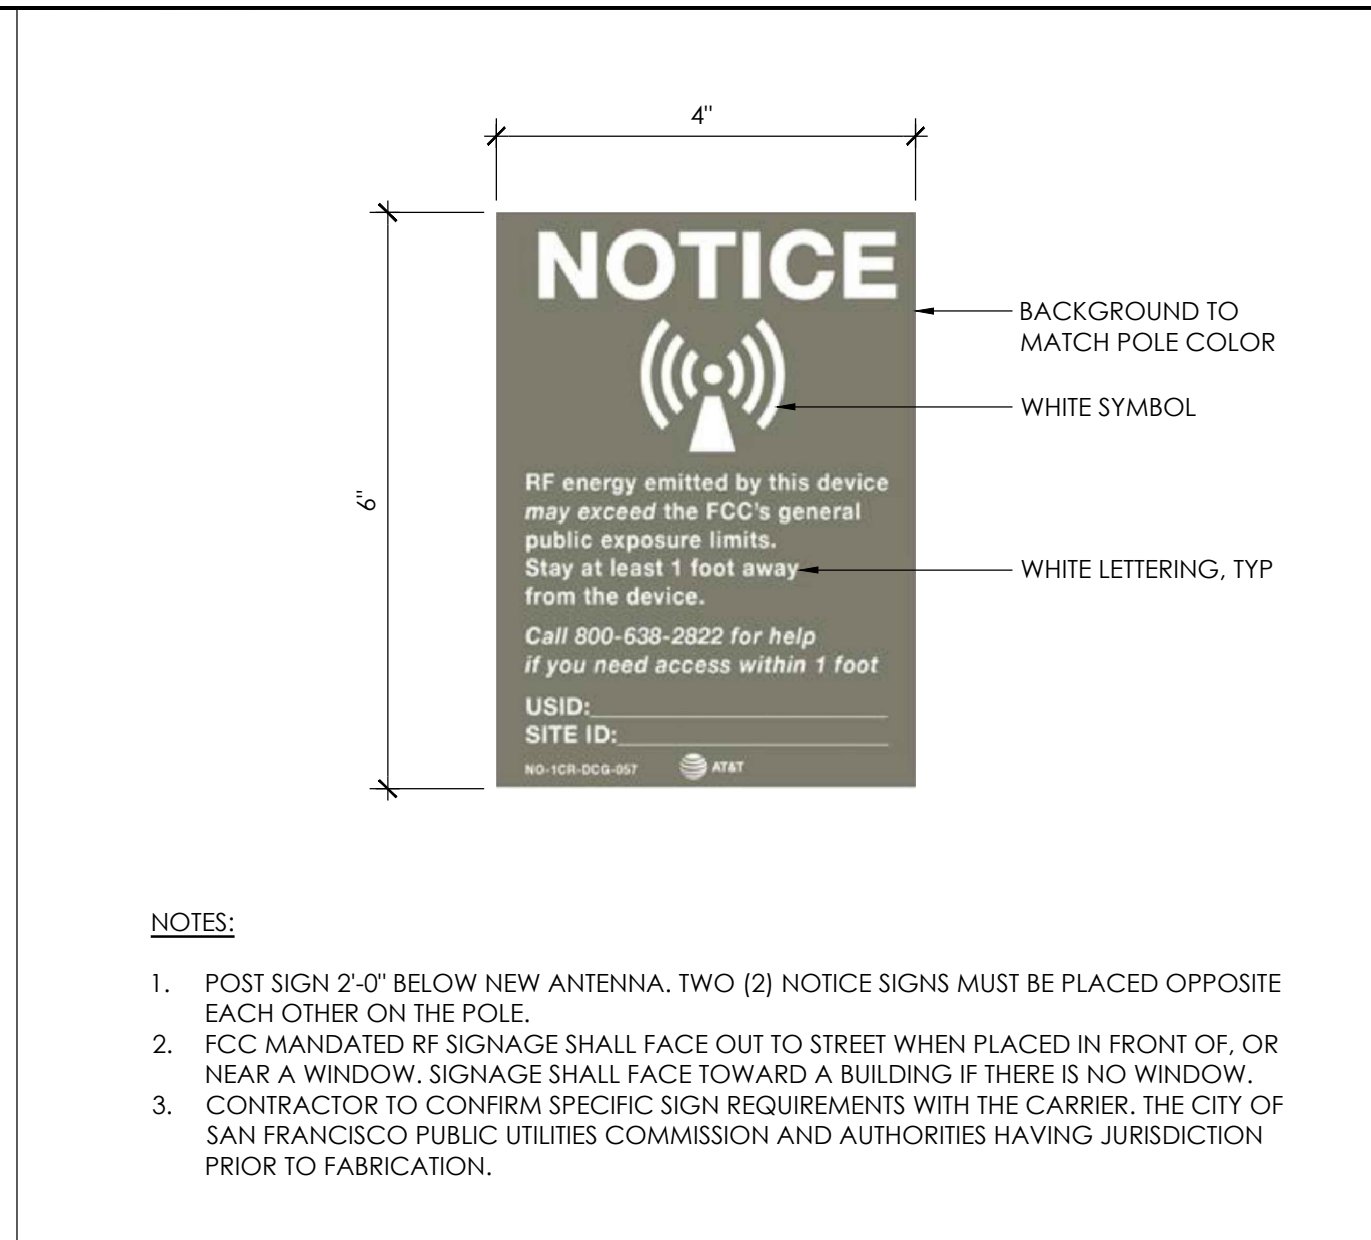 4"
6"
NOTICE
BACKGROUND TO
MATCH POLE COLOR
WHITE SYMBOL
RF energy emitted by this device
may exceed the FCC's general
public exposure limits.
Stay at least 1 foot away
from the device.
WHITE LETTERING, TYP
Call 800-638-2822 for help
if you need access within 1 foot
USID:
SITE ID:
NO-1CR-DCG-057
AT&T
NOTES:
1. POST SIGN 2'-0" BELOW NEW ANTENNA. TWO (2) NOTICE SIGNS MUST BE PLACED OPPOSITE
EACH OTHER ON THE POLE.
2. FCC MANDATED RF SIGNAGE SHALL FACE OUT TO STREET WHEN PLACED IN FRONT OF, OR
NEAR A WINDOW. SIGNAGE SHALL FACE TOWARD A BUILDING IF THERE IS NO WINDOW.
3. CONTRACTOR TO CONFIRM SPECIFIC SIGN REQUIREMENTS WITH THE CARRIER. THE CITY OF
SAN FRANCISCO PUBLIC UTILITIES COMMISSION AND AUTHORITIES HAVING JURISDICTION
PRIOR TO FABRICATION.